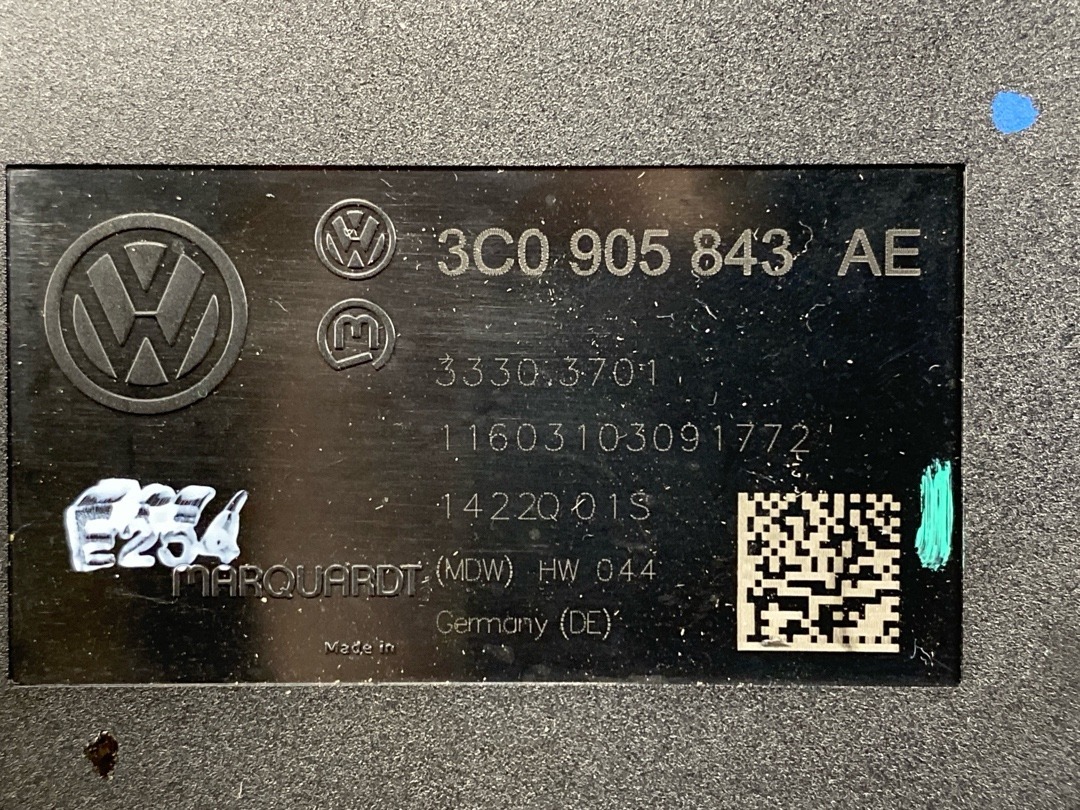 3C0 905 843 AE
3330.3701
11603103091772
1422Q01S
E254
MARQUARDT (MDW) HW 044
Made in Germany (DE)